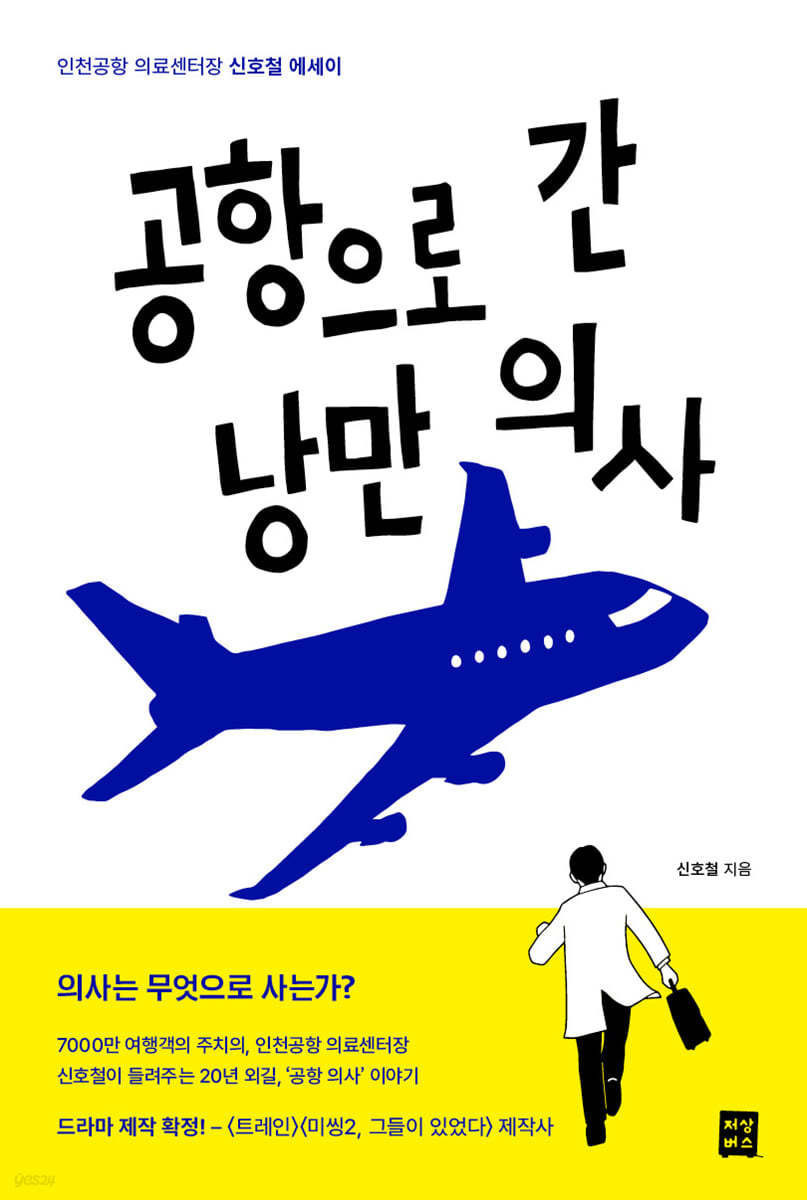 인천공항 의료센터장 신호철 에세이
공항으로 간
낭만 의사
신호철 지음
의사는 무엇으로 사는가?
7000만 여행객의 주치의, 인천공항 의료센터장
신호철이 들려주는 20년 외길, ‘공항 의사’ 이야기
드라마 제작 확정! – 〈트레인〉〈미씽2, 그들이 있었다〉 제작사
저상
버스
yes24